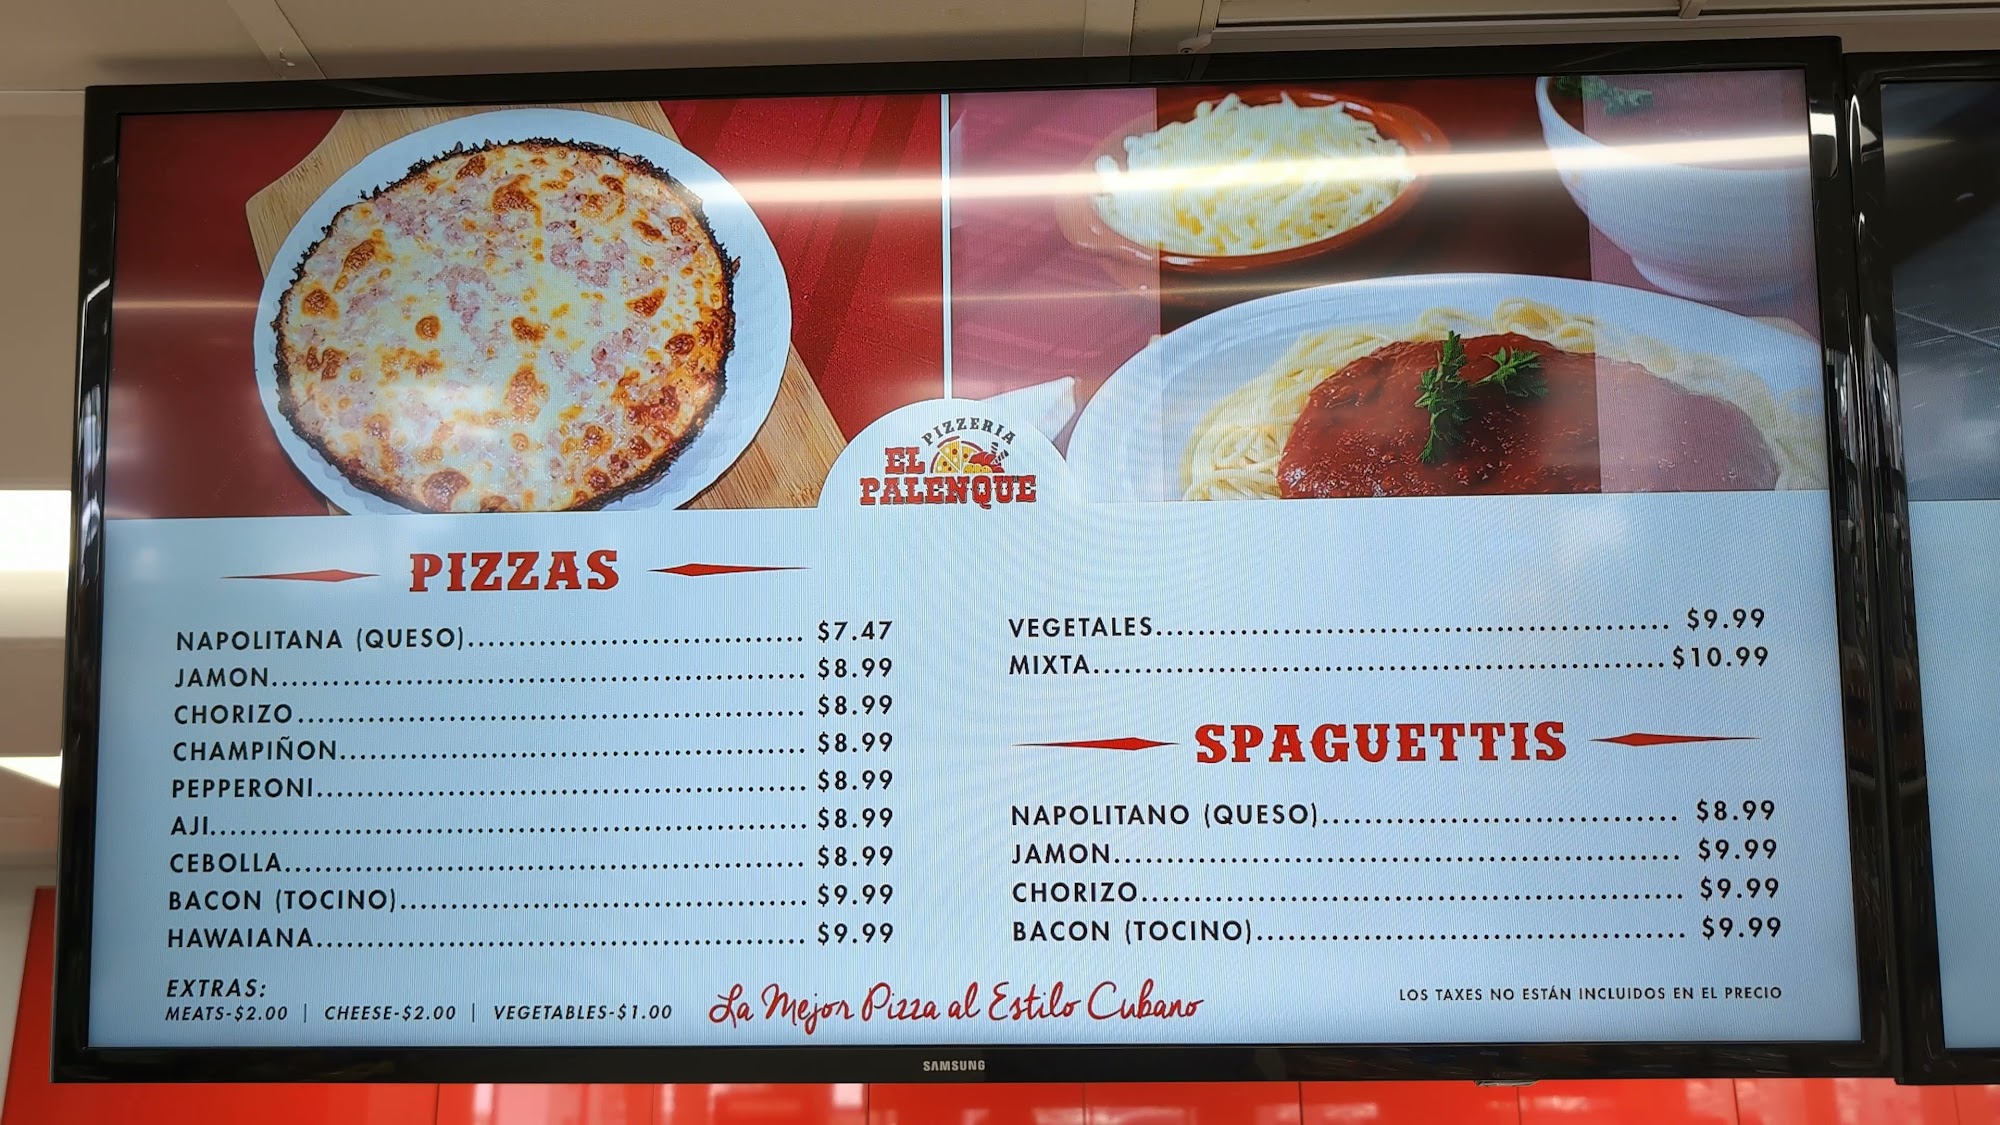 PIZZERIA
EL
PALENQUE
PIZZAS
NAPOLITANA (QUESO)................................. $7.47
JAMON..................................................... $8.99
CHORIZO.................................................. $8.99
CHAMPIÑON.............................................. $8.99
PEPPERONI................................................ $8.99
AJI........................................................... $8.99
CEBOLLA................................................... $8.99
BACON (TOCINO)........................................ $9.99
HAWAIANA................................................ $9.99
EXTRAS:
MEATS-$2.00 | CHEESE-$2.00 | VEGETABLES-$1.00
VEGETALES.................................................. $9.99
MIXTA.......................................................$10.99
SPAGUETTIS
NAPOLITANO (QUESO)................................... $8.99
JAMON....................................................... $9.99
CHORIZO.................................................... $9.99
BACON (TOCINO).......................................... $9.99
La Mejor Pizza al Estilo Cubano
LOS TAXES NO ESTÁN INCLUIDOS EN EL PRECIO
SAMSUNG